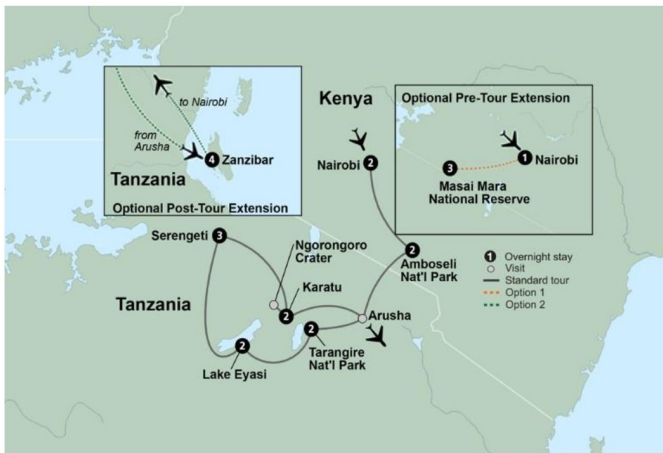 to Nairobi
from
Arusha
4
Zanzibar
Tanzania
Optional Post-Tour Extension
Kenya
Nairobi
2
Optional Pre-Tour Extension
1
Nairobi
3
Masai Mara
National Reserve
Serengeti
3
Ngorongoro
Crater
2
Karatu
2
Amboseli
Nat'l Park
Tanzania
Arusha
2
Tarangire
Nat'l Park
2
Lake Eyasi
1 Overnight stay
Visit
Standard tour
Option 1
Option 2